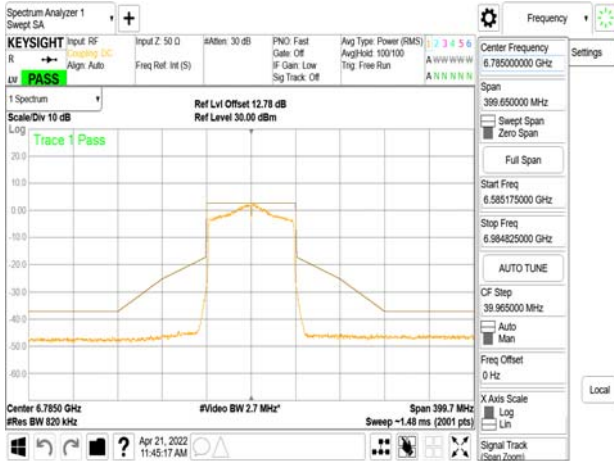 Spectrum Analyzer 1
Swept SA
Frequency
KEYSIGHT
R
LV PASS
Input: RF
Coupling: DC
Align: Auto
Input Z: 50 Ω
Freq Ref: Int (S)
#Atten: 30 dB
PNO: Fast
Gate: Off
IF Gain: Low
Sig Track: Off
Avg Type: Power (RMS)
Avg|Hold: 100/100
Trig: Free Run
1 2 3 4 5 6
A W W W W W
A N N N N N
Center Frequency
6.785000000 GHz
Settings
Span
399.650000 MHz
Swept Span
Zero Span
Full Span
Start Freq
6.585175000 GHz
Stop Freq
6.984825000 GHz
AUTO TUNE
CF Step
39.965000 MHz
Auto
Man
Freq Offset
0 Hz
X Axis Scale
Log
Lin
Signal Track
(Span Zoom)
Local
1 Spectrum
Scale/Div 10 dB
Ref Lvl Offset 12.78 dB
Ref Level 30.00 dBm
Log
Trace 1 Pass
20.0
10.0
0.00
-10.0
-20.0
-30.0
-40.0
-50.0
-60.0
Center 6.7850 GHz
#Res BW 820 kHz
#Video BW 2.7 MHz*
Span 399.7 MHz
Sweep ~1.48 ms (2001 pts)
Apr 21, 2022
11:45:17 AM